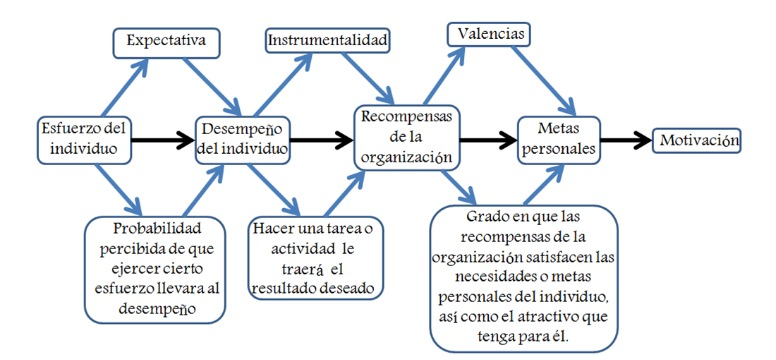 Expectativa
Instrumentalidad
Valencias
Esfuerzo del
individuo
Desempeño
del individuo
Recompensas
de la
organización
Metas
personales
Motivación
Probabilidad
percibida de que
ejercer cierto
esfuerzo llevara al
desempeño
Hacer una tarea o
actividad le
traerá el
resultado deseado
Grado en que las
recompensas de la
organización satisfacen las
necesidades o metas
personales del individuo,
así como el atractivo que
tenga para él.